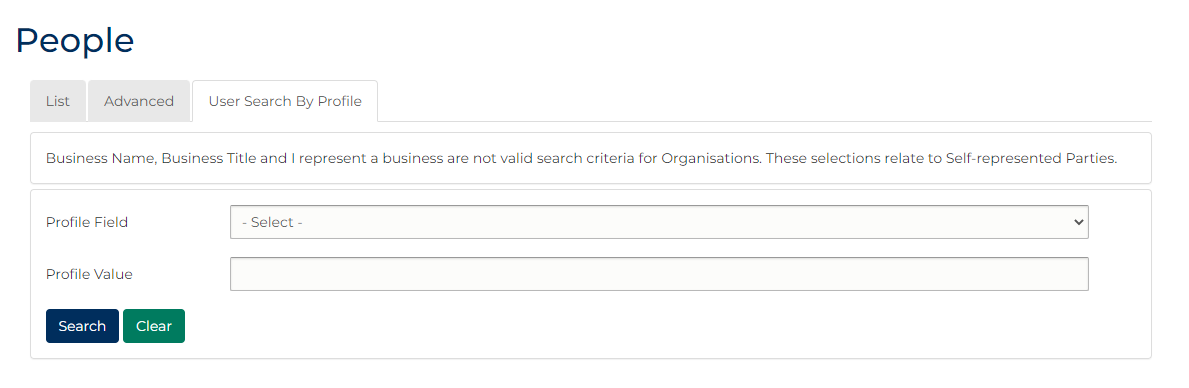 People
List
Advanced
User Search By Profile
Business Name, Business Title and I represent a business are not valid search criteria for Organisations. These selections relate to Self-represented Parties.
Profile Field
- Select -
Profile Value
Search
Clear